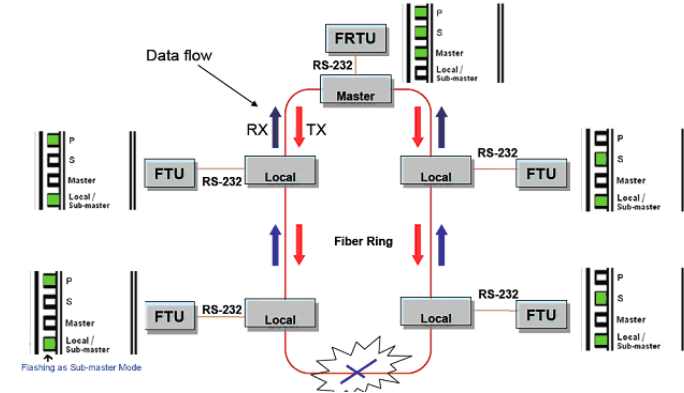 FRTU
RS-232
Master
P
S
Master
Local /
Sub-master
Data flow
RX
TX
P
S
Master
Local /
Sub-master
FTU
RS-232
Local
Local
RS-232
FTU
P
S
Master
Local /
Sub-master
Fiber Ring
P
S
Master
Local /
Sub-master
Flashing as Sub-master Mode
FTU
RS-232
Local
Local
RS-232
FTU
P
S
Master
Local /
Sub-master